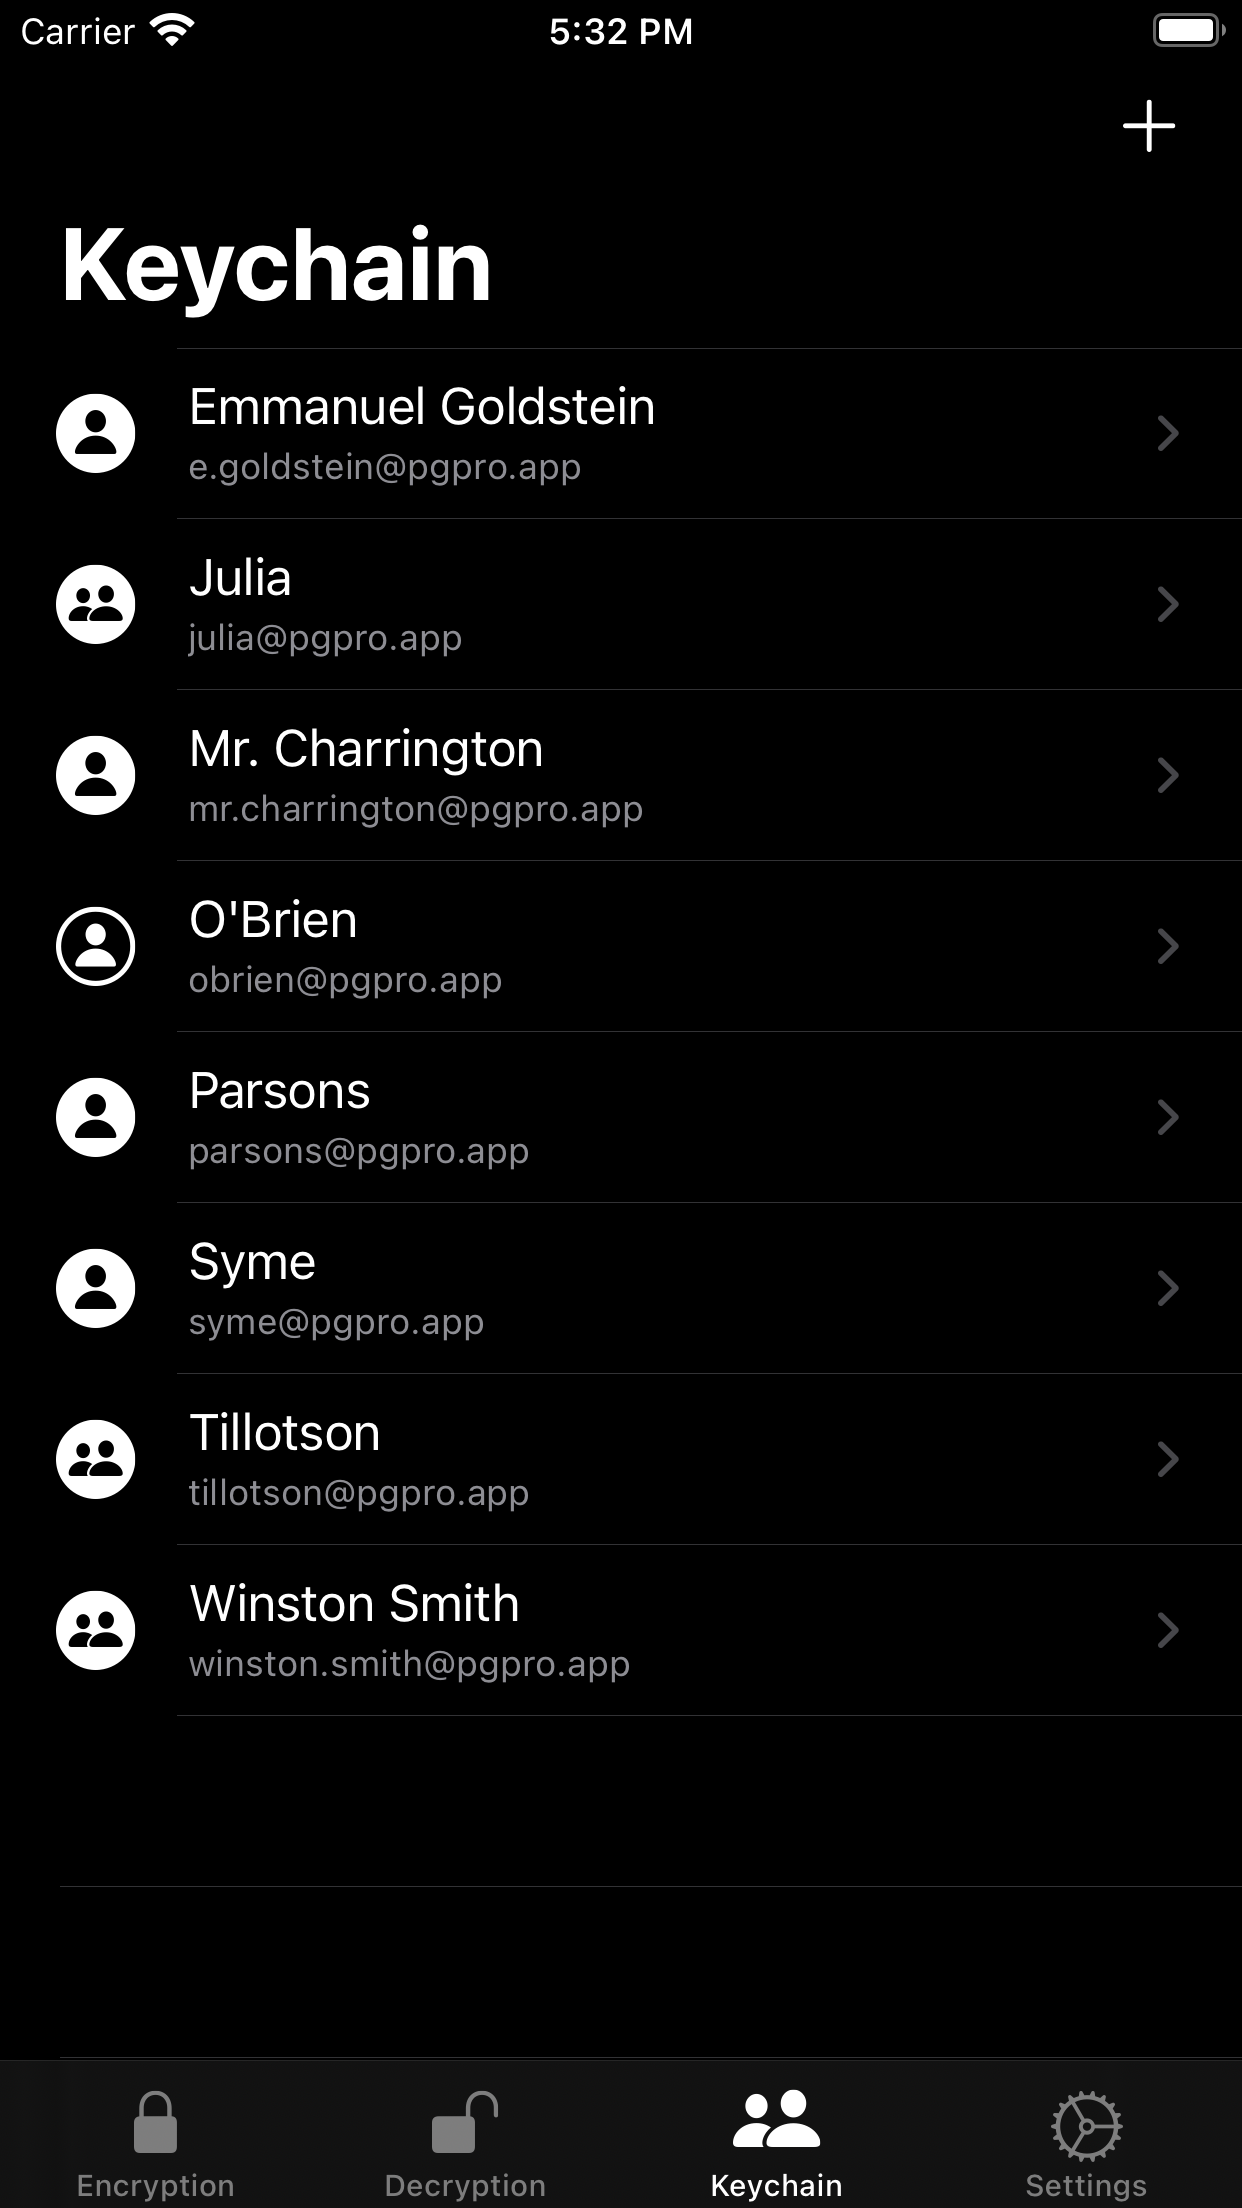 Carrier 5:32 PM
Keychain
Emmanuel Goldstein
e.goldstein@pgpro.app
Julia
julia@pgpro.app
Mr. Charrington
mr.charrington@pgpro.app
O'Brien
obrien@pgpro.app
Parsons
parsons@pgpro.app
Syme
syme@pgpro.app
Tillotson
tillotson@pgpro.app
Winston Smith
winston.smith@pgpro.app
Encryption Decryption Keychain Settings